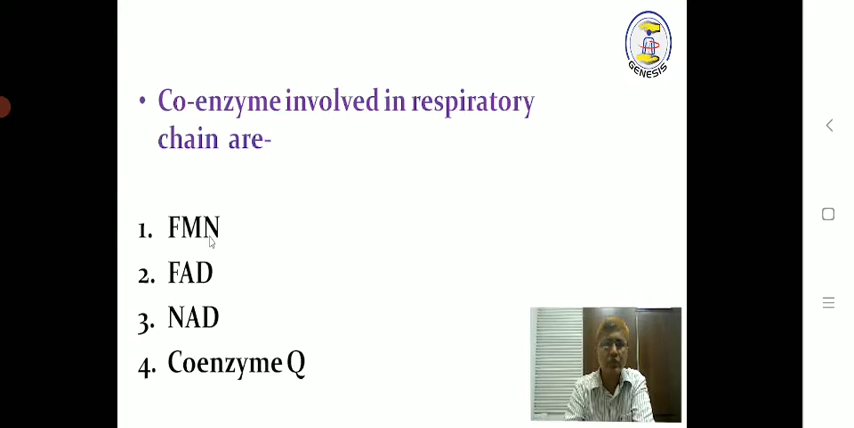 GENESIS
• Co-enzyme involved in respiratory
chain are-
1. FMN
2. FAD
3. NAD
4. Coenzyme Q